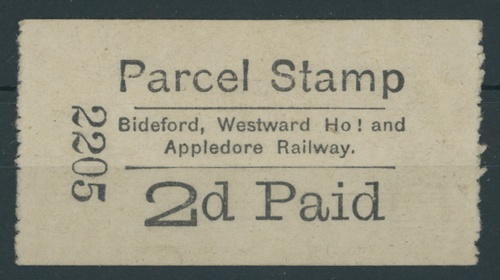 Parcel Stamp
Bideford, Westward Ho! and
Appledore Railway.
2d Paid
2205